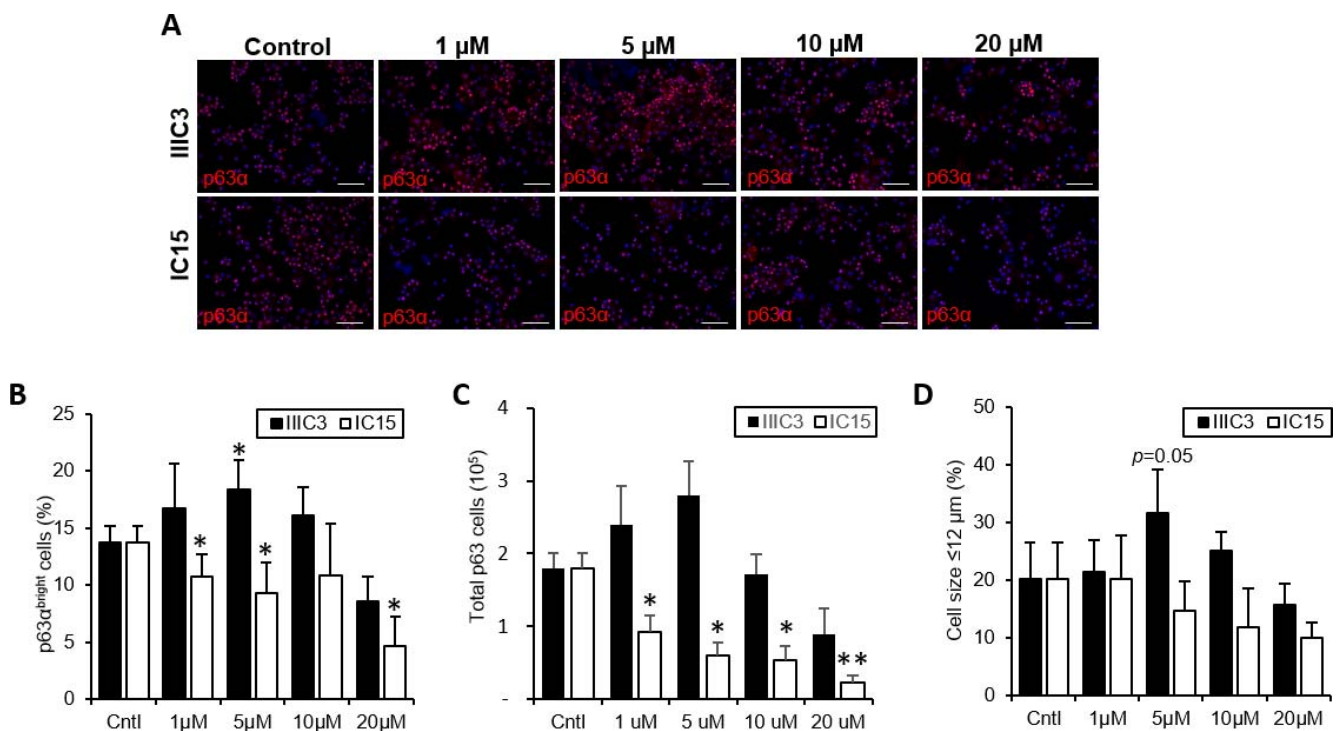 A
Control 1 µM 5 µM 10 µM 20 µM
IIIC3
p63α p63α p63α p63α p63α
IC15
p63α p63α p63α p63α p63α
B
p63α^bright cells (%)
25
20
15
10
5
0
IIIC3 IC15
*
*
*
*
Cntl 1µM 5µM 10µM 20µM
C
Total p63 cells (10⁵)
4
3
2
1
-
IIIC3 IC15
*
*
*
**
Cntl 1 uM 5 uM 10 uM 20 uM
D
Cell size ≤12 µm (%)
50
40
30
20
10
0
IIIC3 IC15
p=0.05
Cntl 1µM 5µM 10µM 20µM